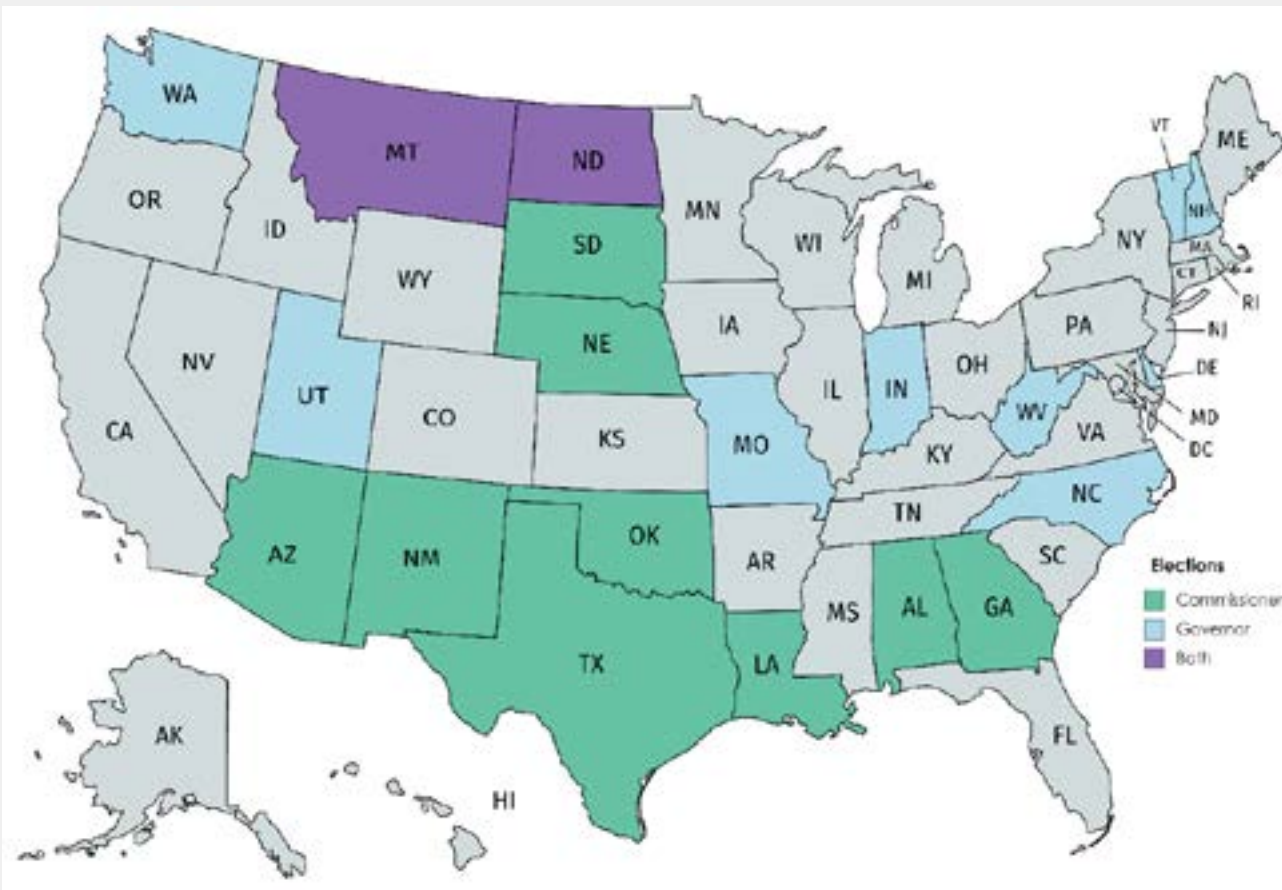 WA
MT
ND
MN
VT
ME
OR
ID
SD
WI
NH
WY
MI
NY
MA
CT
RI
NE
IA
PA
NJ
NV
UT
CO
IL
IN
OH
DE
CA
KS
MO
WV
MD
KY
VA
DC
NC
TN
AZ
NM
OK
AR
SC
MS
AL
GA
TX
LA
FL
AK
HI
Elections
Commissioner
Governor
Both